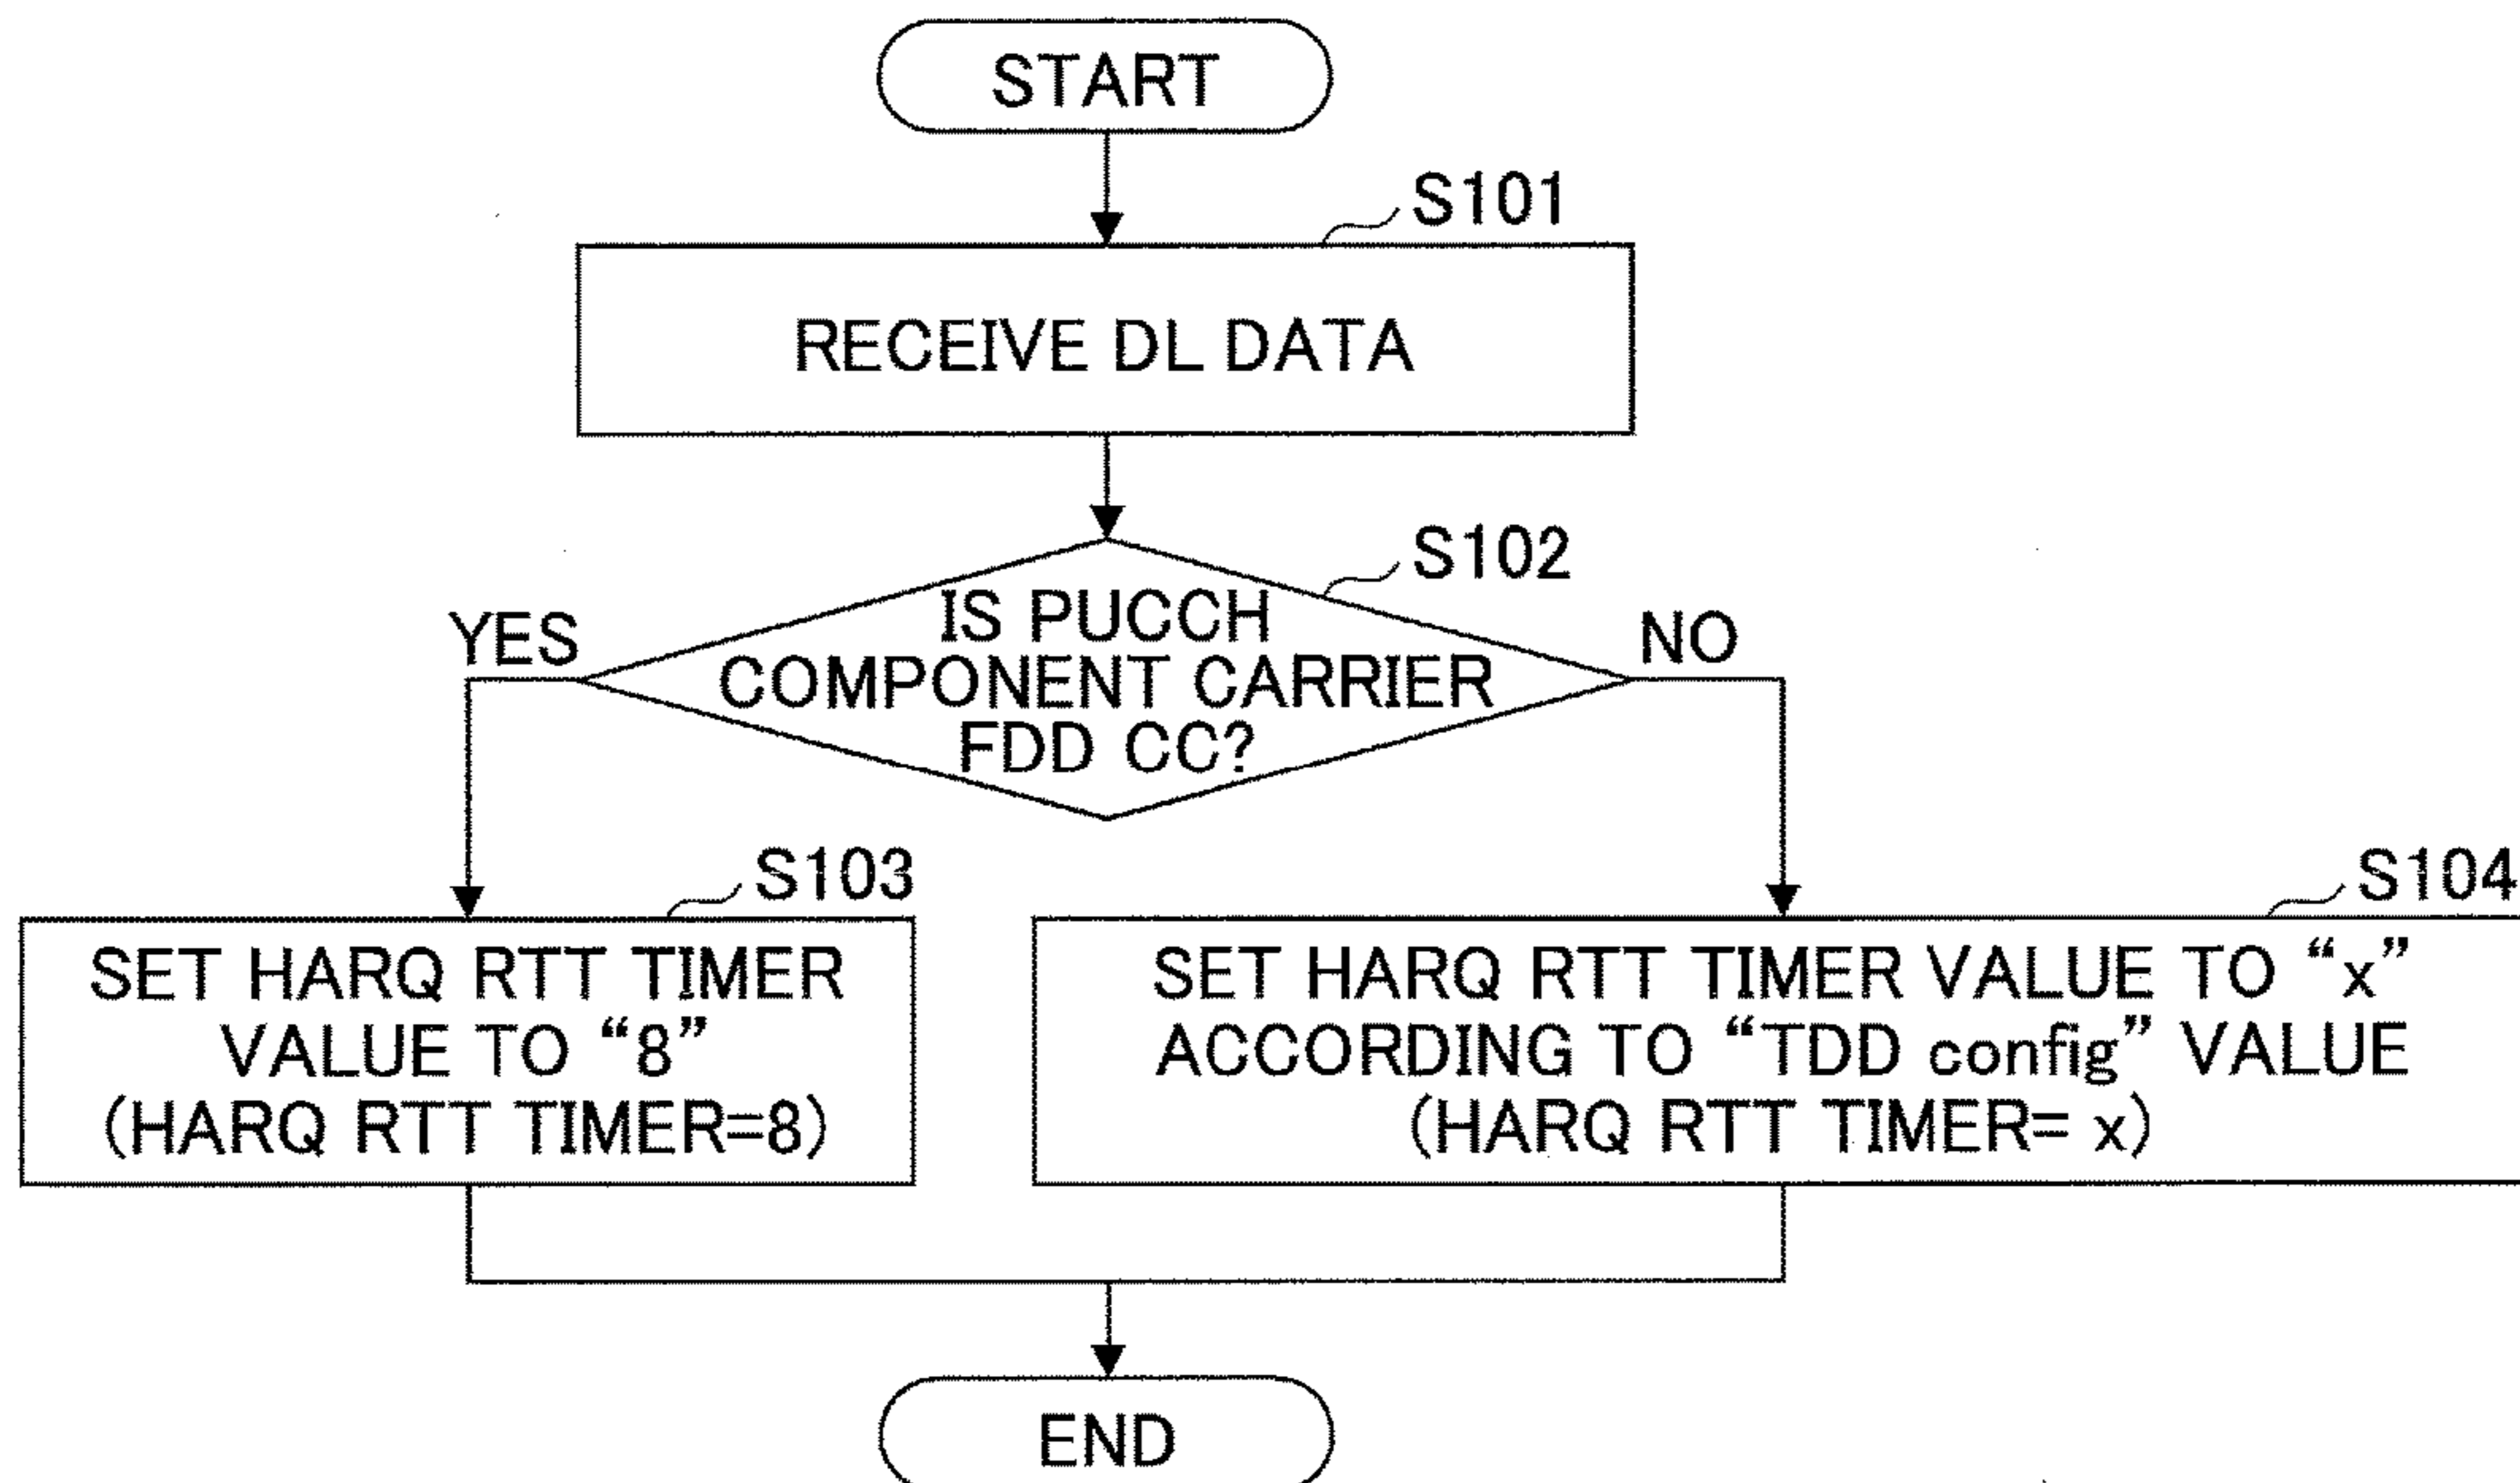 START
S101
RECEIVE DL DATA
S102
IS PUCCH
COMPONENT CARRIER
FDD CC?
YES
NO
S103
SET HARQ RTT TIMER
VALUE TO “8”
(HARQ RTT TIMER=8)
S104
SET HARQ RTT TIMER VALUE TO “x”
ACCORDING TO “TDD config” VALUE
(HARQ RTT TIMER= x)
END